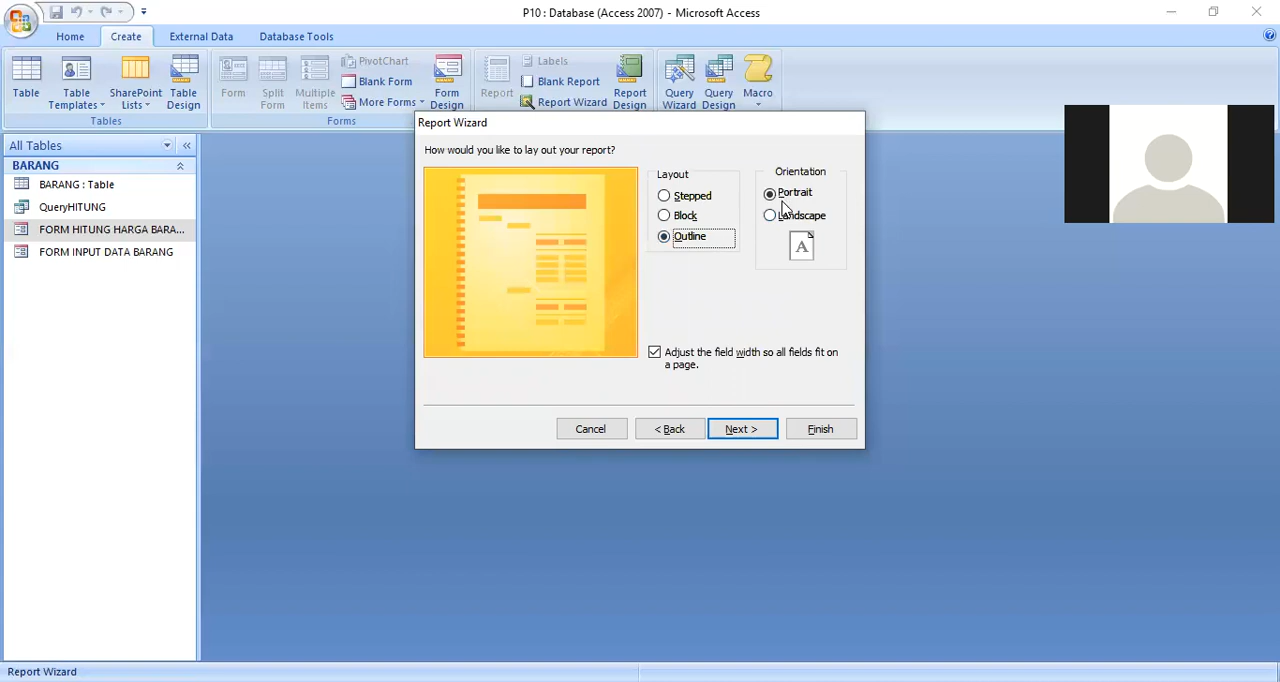 P10 : Database (Access 2007) - Microsoft Access
Home Create External Data Database Tools
Table
Table Templates
SharePoint Lists
Table Design
Tables
Form
Split Form
Multiple Items
PivotChart
Blank Form
More Forms
Form Design
Forms
Report
Labels
Blank Report
Report Wizard
Report Design
Query Wizard
Query Design
Macro
All Tables
BARANG
BARANG : Table
QueryHITUNG
FORM HITUNG HARGA BARA...
FORM INPUT DATA BARANG
Report Wizard
How would you like to lay out your report?
Layout
Stepped
Block
Outline
Orientation
Portrait
Landscape
A
Adjust the field width so all fields fit on
a page.
Cancel < Back Next > Finish
Report Wizard